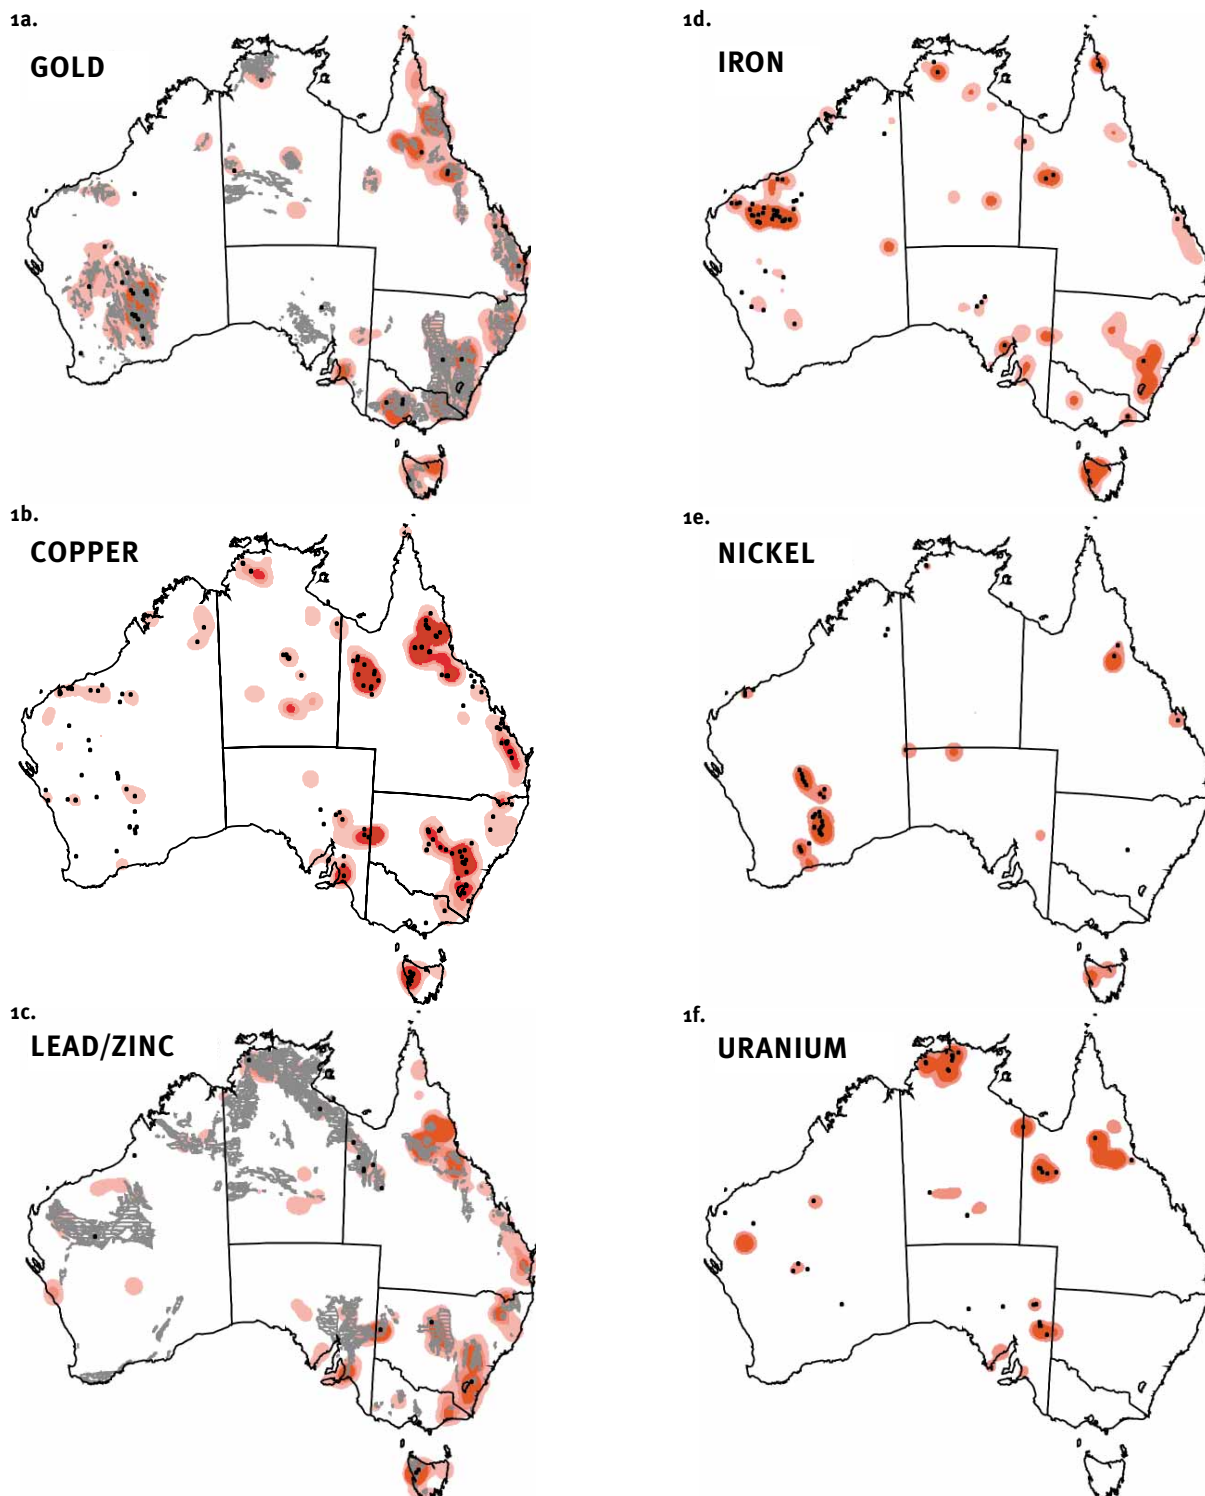 1a.
GOLD
1b.
COPPER
1c.
LEAD/ZINC
1d.
IRON
1e.
NICKEL
1f.
URANIUM